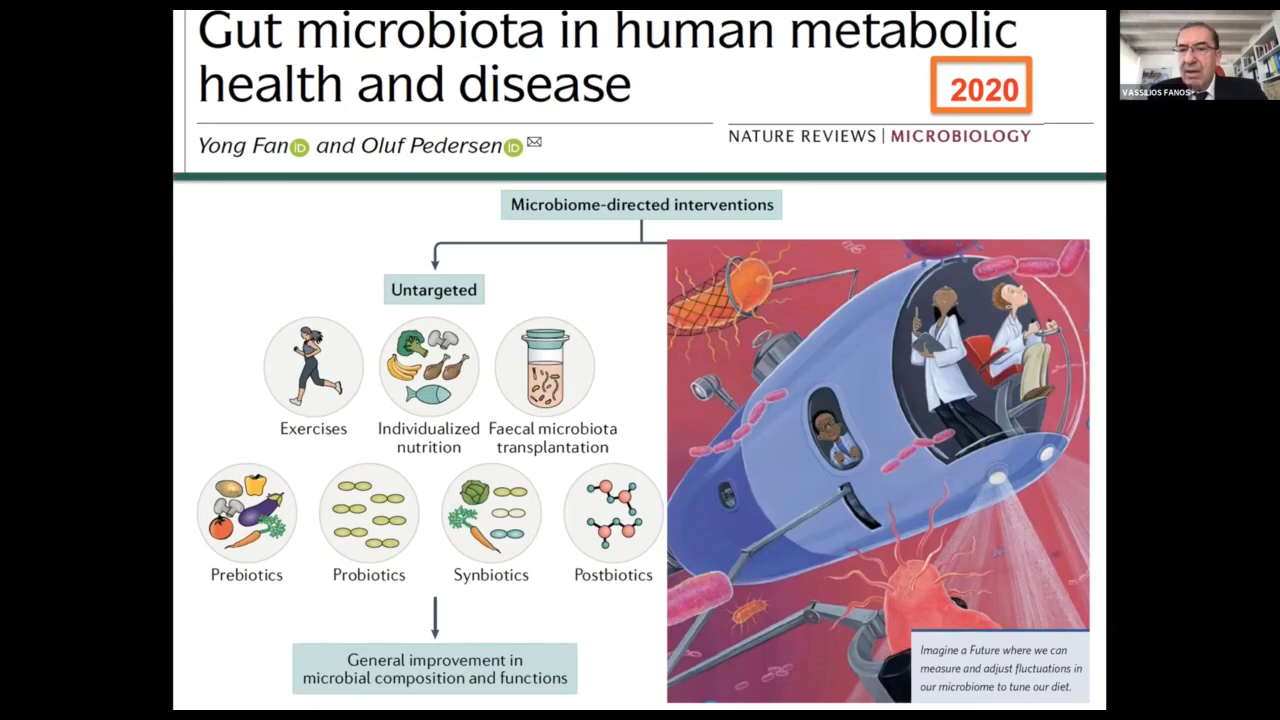 Gut microbiota in human metabolic
health and disease
2020
Yong Fan iD and Oluf Pedersen iD
NATURE REVIEWS | MICROBIOLOGY
VASSILIOS FANOS
Microbiome-directed interventions
Untargeted
Exercises
Individualized
nutrition
Faecal microbiota
transplantation
Prebiotics
Probiotics
Synbiotics
Postbiotics
General improvement in
microbial composition and functions
Imagine a Future where we can
measure and adjust fluctuations in
our microbiome to tune our diet.